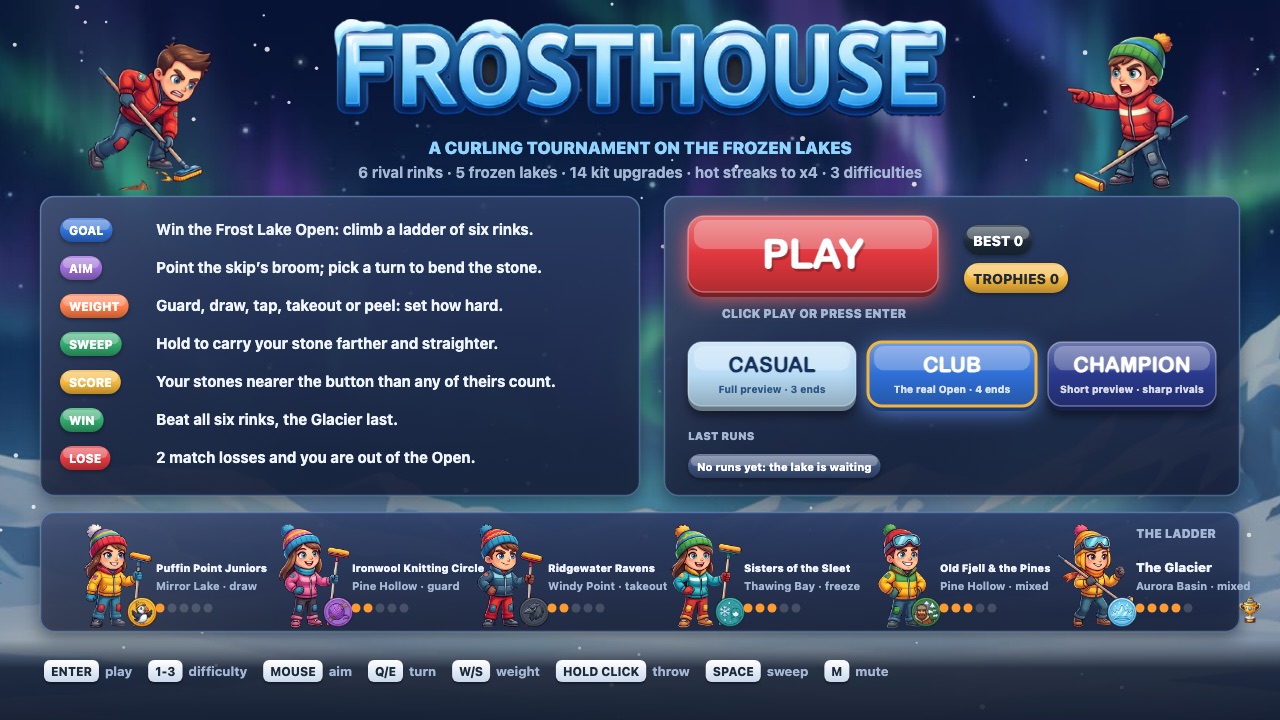 FROSTHOUSE
A CURLING TOURNAMENT ON THE FROZEN LAKES
6 rival rinks · 5 frozen lakes · 14 kit upgrades · hot streaks to x4 · 3 difficulties
GOAL Win the Frost Lake Open: climb a ladder of six rinks.
AIM Point the skip’s broom; pick a turn to bend the stone.
WEIGHT Guard, draw, tap, takeout or peel: set how hard.
SWEEP Hold to carry your stone farther and straighter.
SCORE Your stones nearer the button than any of theirs count.
WIN Beat all six rinks, the Glacier last.
LOSE 2 match losses and you are out of the Open.
PLAY
BEST 0
TROPHIES 0
CLICK PLAY OR PRESS ENTER
CASUAL
Full preview · 3 ends
CLUB
The real Open · 4 ends
CHAMPION
Short preview · sharp rivals
LAST RUNS
No runs yet: the lake is waiting
THE LADDER
Puffin Point Juniors
Mirror Lake · draw
Ironwool Knitting Circle
Pine Hollow · guard
Ridgewater Ravens
Windy Point · takeout
Sisters of the Sleet
Thawing Bay · freeze
Old Fjell & the Pines
Pine Hollow · mixed
The Glacier
Aurora Basin · mixed
ENTER play 1-3 difficulty MOUSE aim Q/E turn W/S weight HOLD CLICK throw SPACE sweep M mute